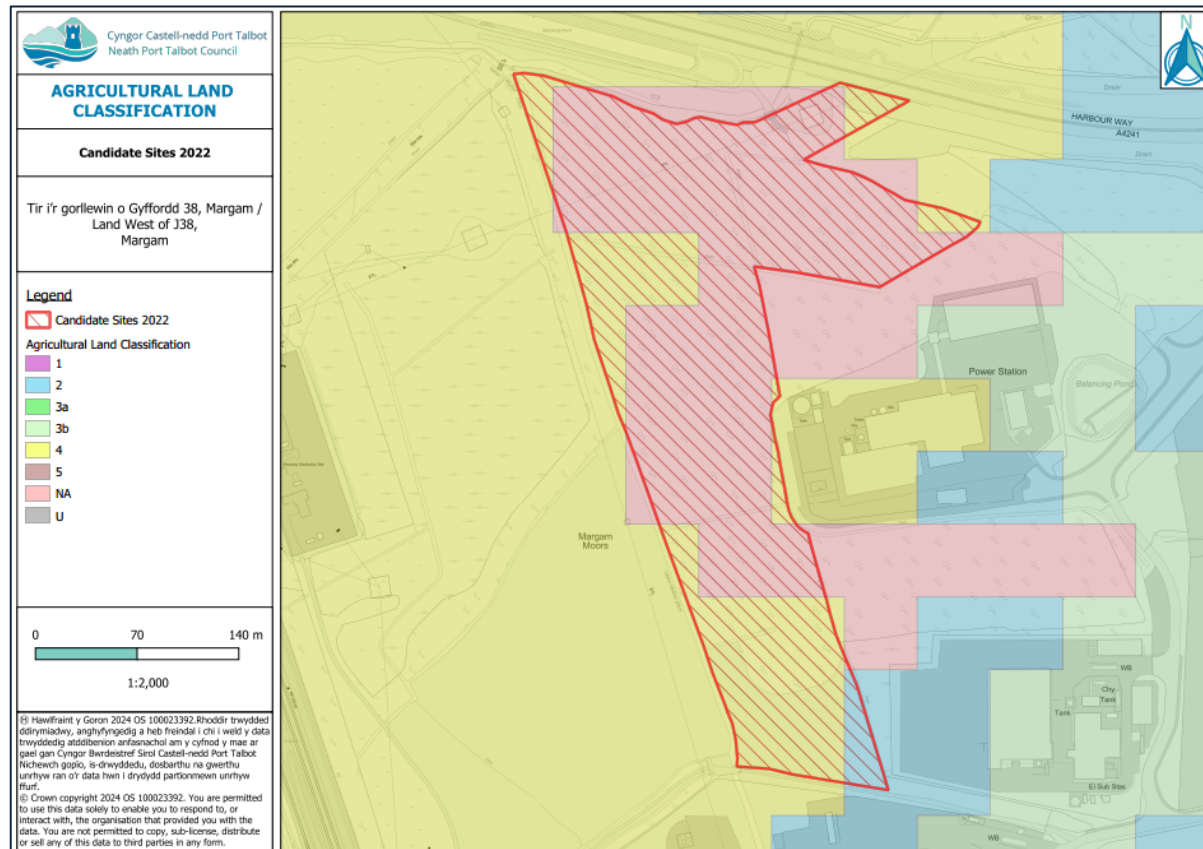 Cyngor Castell-nedd Port Talbot
Neath Port Talbot Council
AGRICULTURAL LAND
CLASSIFICATION
Candidate Sites 2022
Tir i'r gorllewin o Gyffordd 38, Margam /
Land West of J38,
Margam
Legend
Candidate Sites 2022
Agricultural Land Classification
1
2
3a
3b
4
5
NA
U
0 70 140 m
1:2,000
Hawlfraint y Goron 2024 OS 100023392.Rhoddir trwydded
ddirymiadwy, anghyfyngedig a heb freindal i chi i weld y data
trwyddedig atddibenion anfasnachol am y cyfnod y mae ar
gael gan Cyngor Bwrdeistref Sirol Castell-nedd Port Talbot
Nichewch gopïo, is-drwyddedu, dosbarthu na gwerthu
unrhyw ran o'r data hwn i drydydd partïonmewn unrhyw
ffurf.
© Crown copyright 2024 OS 100023392. You are permitted
to use this data solely to enable you to respond to, or
interact with, the organisation that provided you with the
data. You are not permitted to copy, sub-license, distribute
or sell any of this data to third parties in any form.
N
Drain
Drain
HARBOUR WAY
A4241
Drain
Power Station
Balancing Pond
Margam
Moors
WB
Chy
Tank
Tank
El Sub Stas
WB